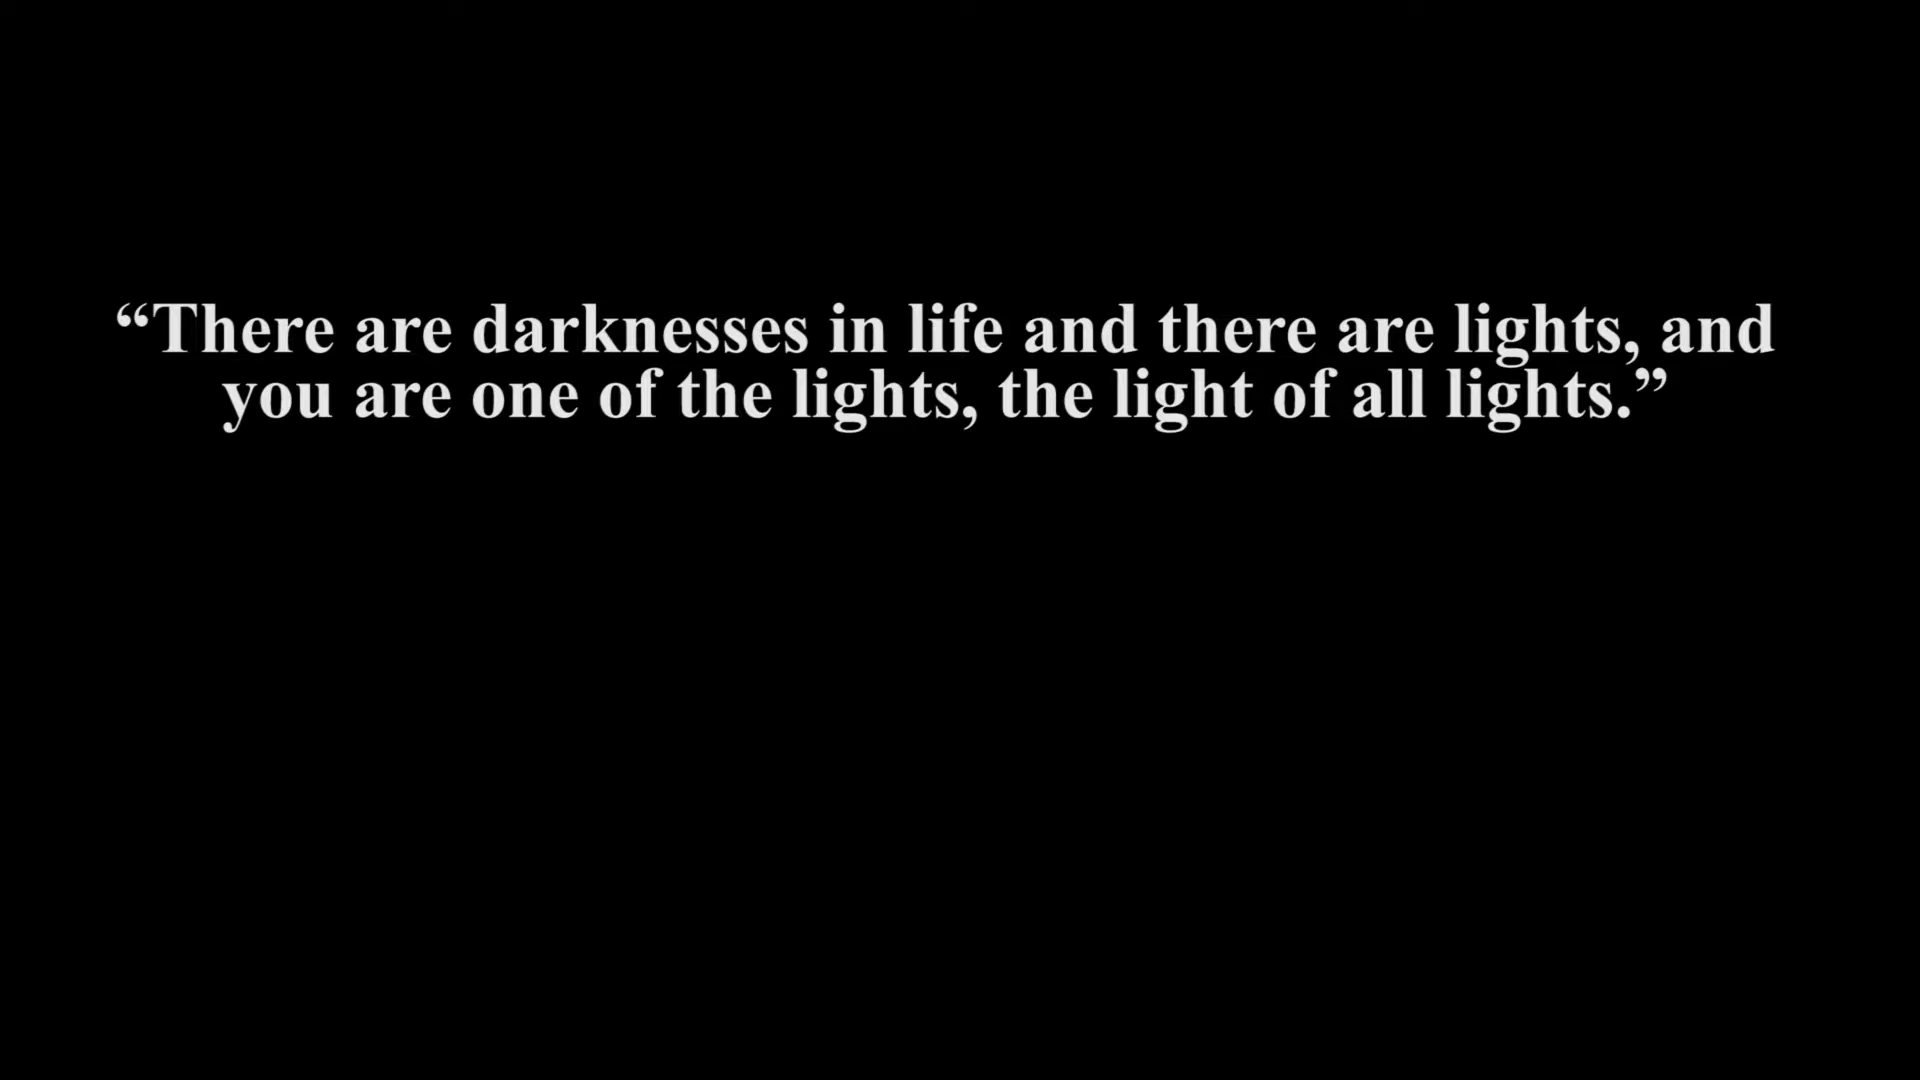 “There are darknesses in life and there are lights, and
you are one of the lights, the light of all lights.”